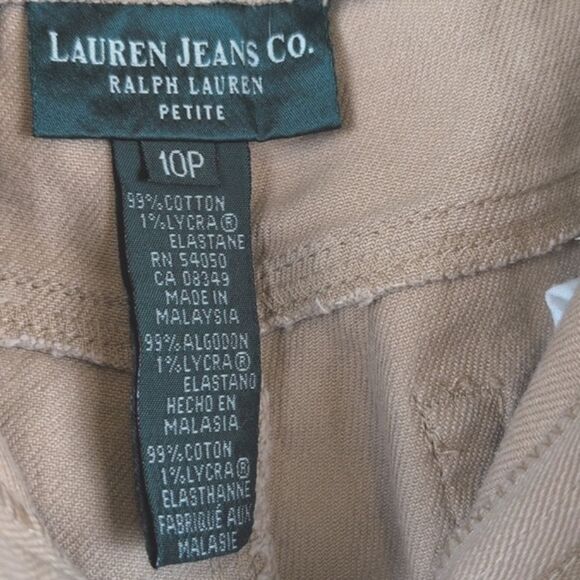 LAUREN JEANS CO.
RALPH LAUREN
PETITE
10P
99%COTTON
1%LYCRA®
ELASTANE
RN 54050
CA 08349
MADE IN
MALAYSIA
99%ALGODON
1%LYCRA®
ELASTANO
HECHO EN
MALASIA
99%COTON
1%LYCRA®
ELASTHANNE
FABRIQUÉ AUX
MALASIE